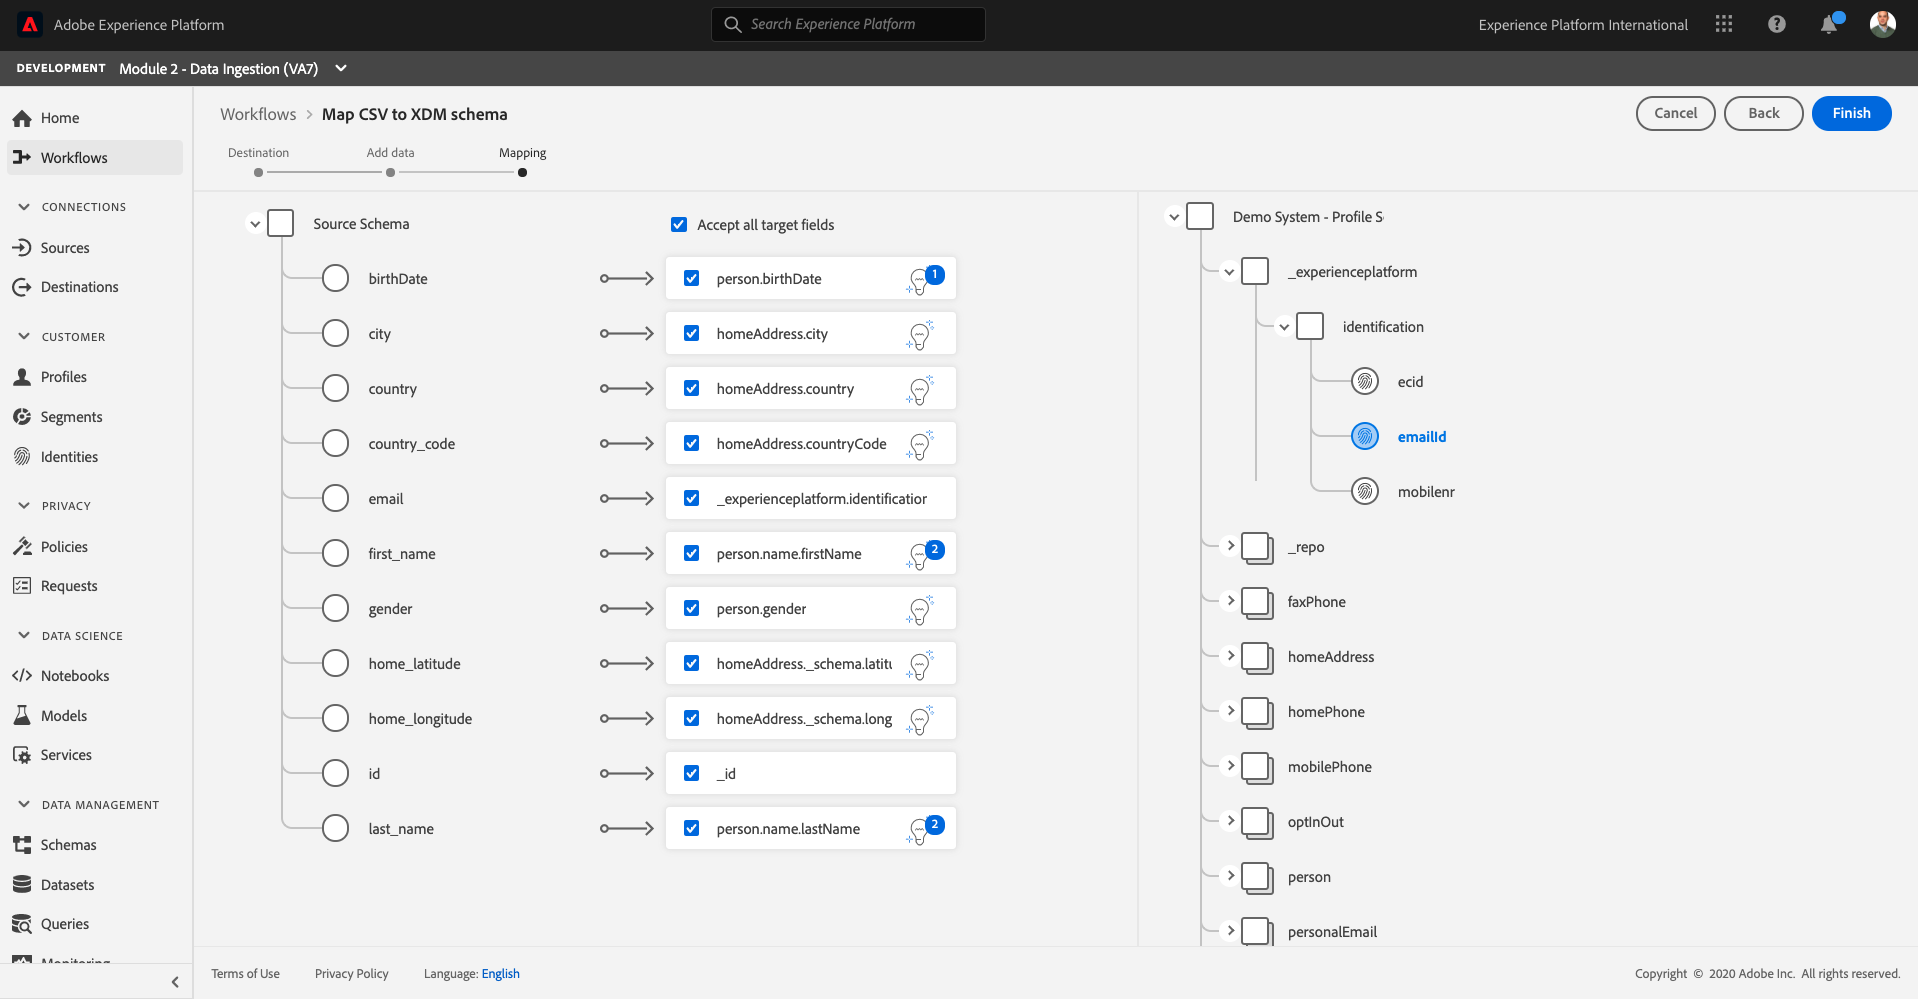 Adobe Experience Platform
Search Experience Platform
Experience Platform International
DEVELOPMENT Module 2 - Data Ingestion (VA7)
Home
Workflows
CONNECTIONS
Sources
Destinations
CUSTOMER
Profiles
Segments
Identities
PRIVACY
Policies
Requests
DATA SCIENCE
Notebooks
Models
Services
DATA MANAGEMENT
Schemas
Datasets
Queries
Monitoring
Workflows > Map CSV to XDM schema
Cancel Back Finish
Destination Add data Mapping
Source Schema Accept all target fields
birthDate person.birthDate 1
city homeAddress.city
country homeAddress.country
country_code homeAddress.countryCode
email _experienceplatform.identification
first_name person.name.firstName 2
gender person.gender
home_latitude homeAddress._schema.latitu
home_longitude homeAddress._schema.long
id _id
last_name person.name.lastName 2
Demo System - Profile S
_experienceplatform
identification
ecid
emailId
mobilenr
_repo
faxPhone
homeAddress
homePhone
mobilePhone
optInOut
person
personalEmail
Terms of Use Privacy Policy Language: English
Copyright © 2020 Adobe Inc. All rights reserved.